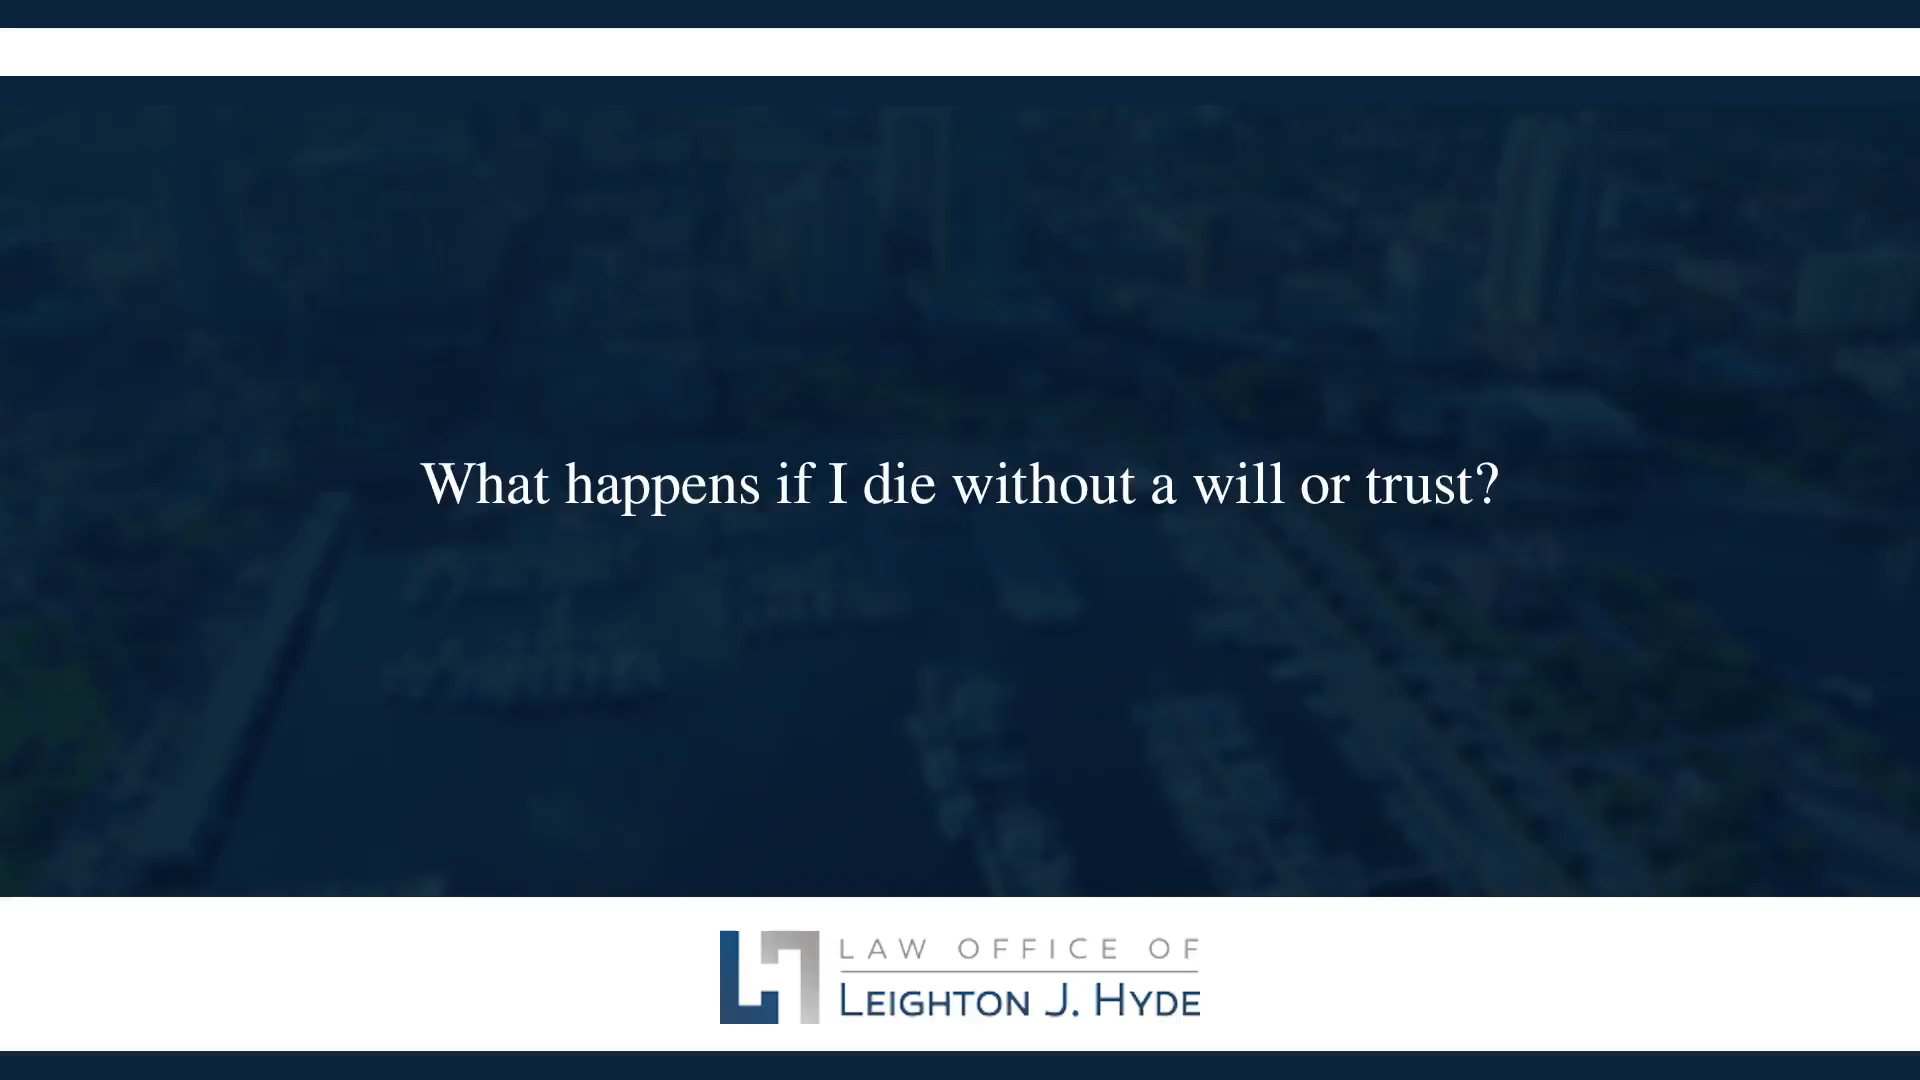 What happens if I die without a will or trust?
LAW OFFICE OF
LEIGHTON J. HYDE